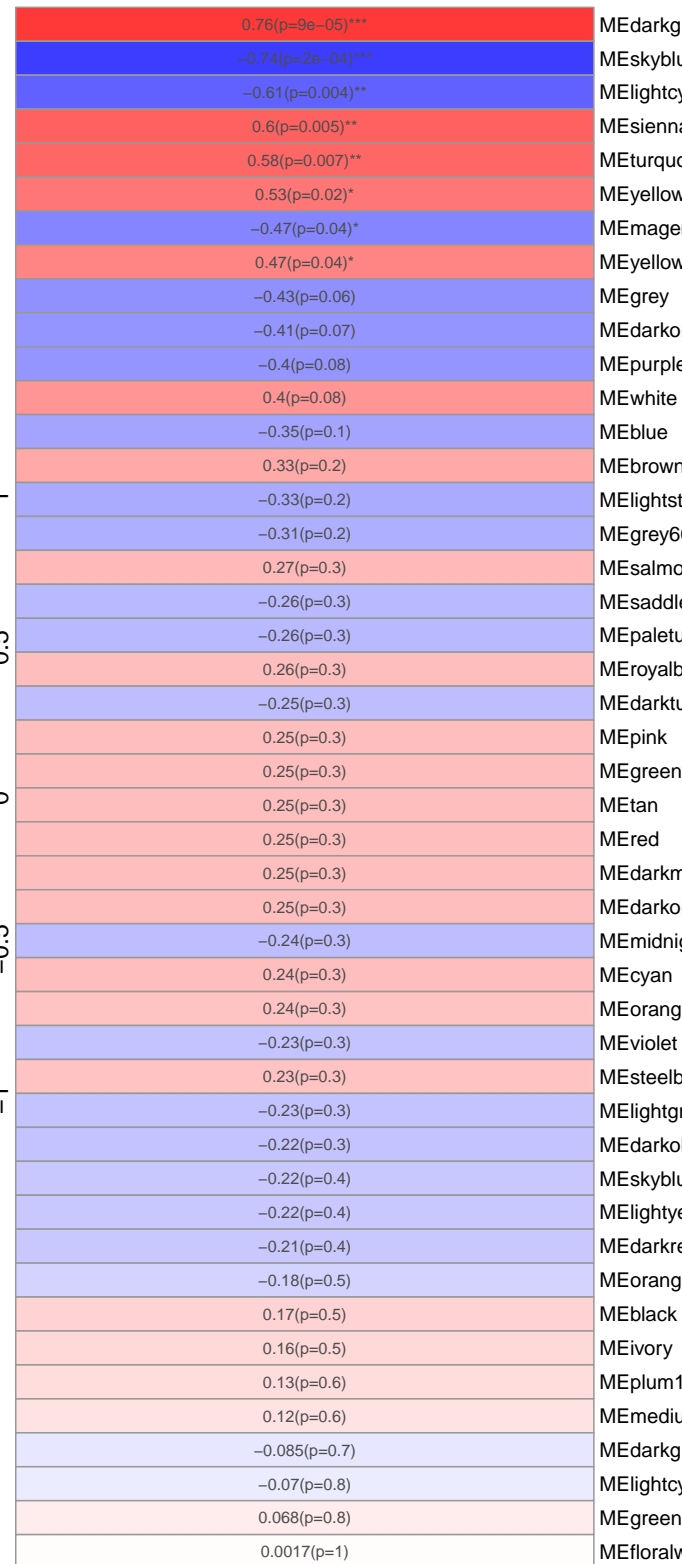 0.76(p=9e−05)*** MEdarkg
−0.74(p=2e−04)*** MEskyblu
−0.61(p=0.004)** MElightcy
0.6(p=0.005)** MEsienna
0.58(p=0.007)** MEturquo
0.53(p=0.02)* MEyellow
−0.47(p=0.04)* MEmagen
0.47(p=0.04)* MEyellow
−0.43(p=0.06) MEgrey
−0.41(p=0.07) MEdarkor
−0.4(p=0.08) MEpurple
0.4(p=0.08) MEwhite
−0.35(p=0.1) MEblue
0.33(p=0.2) MEbrown
−0.33(p=0.2) MElightst
−0.31(p=0.2) MEgrey60
0.27(p=0.3) MEsalmo
−0.26(p=0.3) MEsaddle
−0.26(p=0.3) MEpaletu
0.26(p=0.3) MEroyalb
−0.25(p=0.3) MEdarktu
0.25(p=0.3) MEpink
0.25(p=0.3) MEgreen
0.25(p=0.3) MEtan
0.25(p=0.3) MEred
0.25(p=0.3) MEdarkm
0.25(p=0.3) MEdarko
−0.24(p=0.3) MEmidnig
0.24(p=0.3) MEcyan
0.24(p=0.3) MEorang
−0.23(p=0.3) MEviolet
0.23(p=0.3) MEsteelb
−0.23(p=0.3) MElightgr
−0.22(p=0.3) MEdarkol
−0.22(p=0.4) MEskyblu
−0.22(p=0.4) MElightye
−0.21(p=0.4) MEdarkre
−0.18(p=0.5) MEorang
0.17(p=0.5) MEblack
0.16(p=0.5) MEivory
0.13(p=0.6) MEplum1
0.12(p=0.6) MEmediu
−0.085(p=0.7) MEdarkg
−0.07(p=0.8) MElightcy
0.068(p=0.8) MEgreen
0.0017(p=1) MEfloralw
−0.5
−1